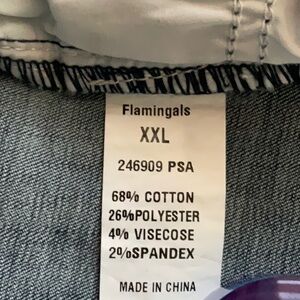 Flamingals
XXL
246909 PSA
68% COTTON
26%POLYESTER
4% VISECOSE
2%SPANDEX
MADE IN CHINA